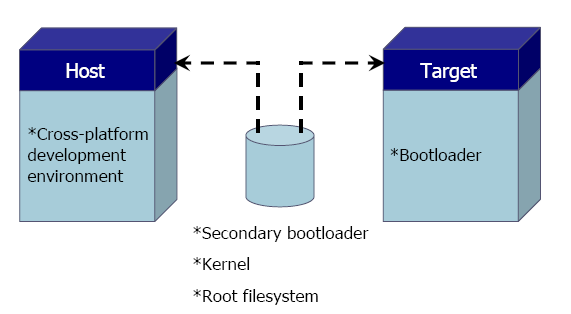 Host
Target
*Cross-platform
development
environment
*Bootloader
*Secondary bootloader
*Kernel
*Root filesystem